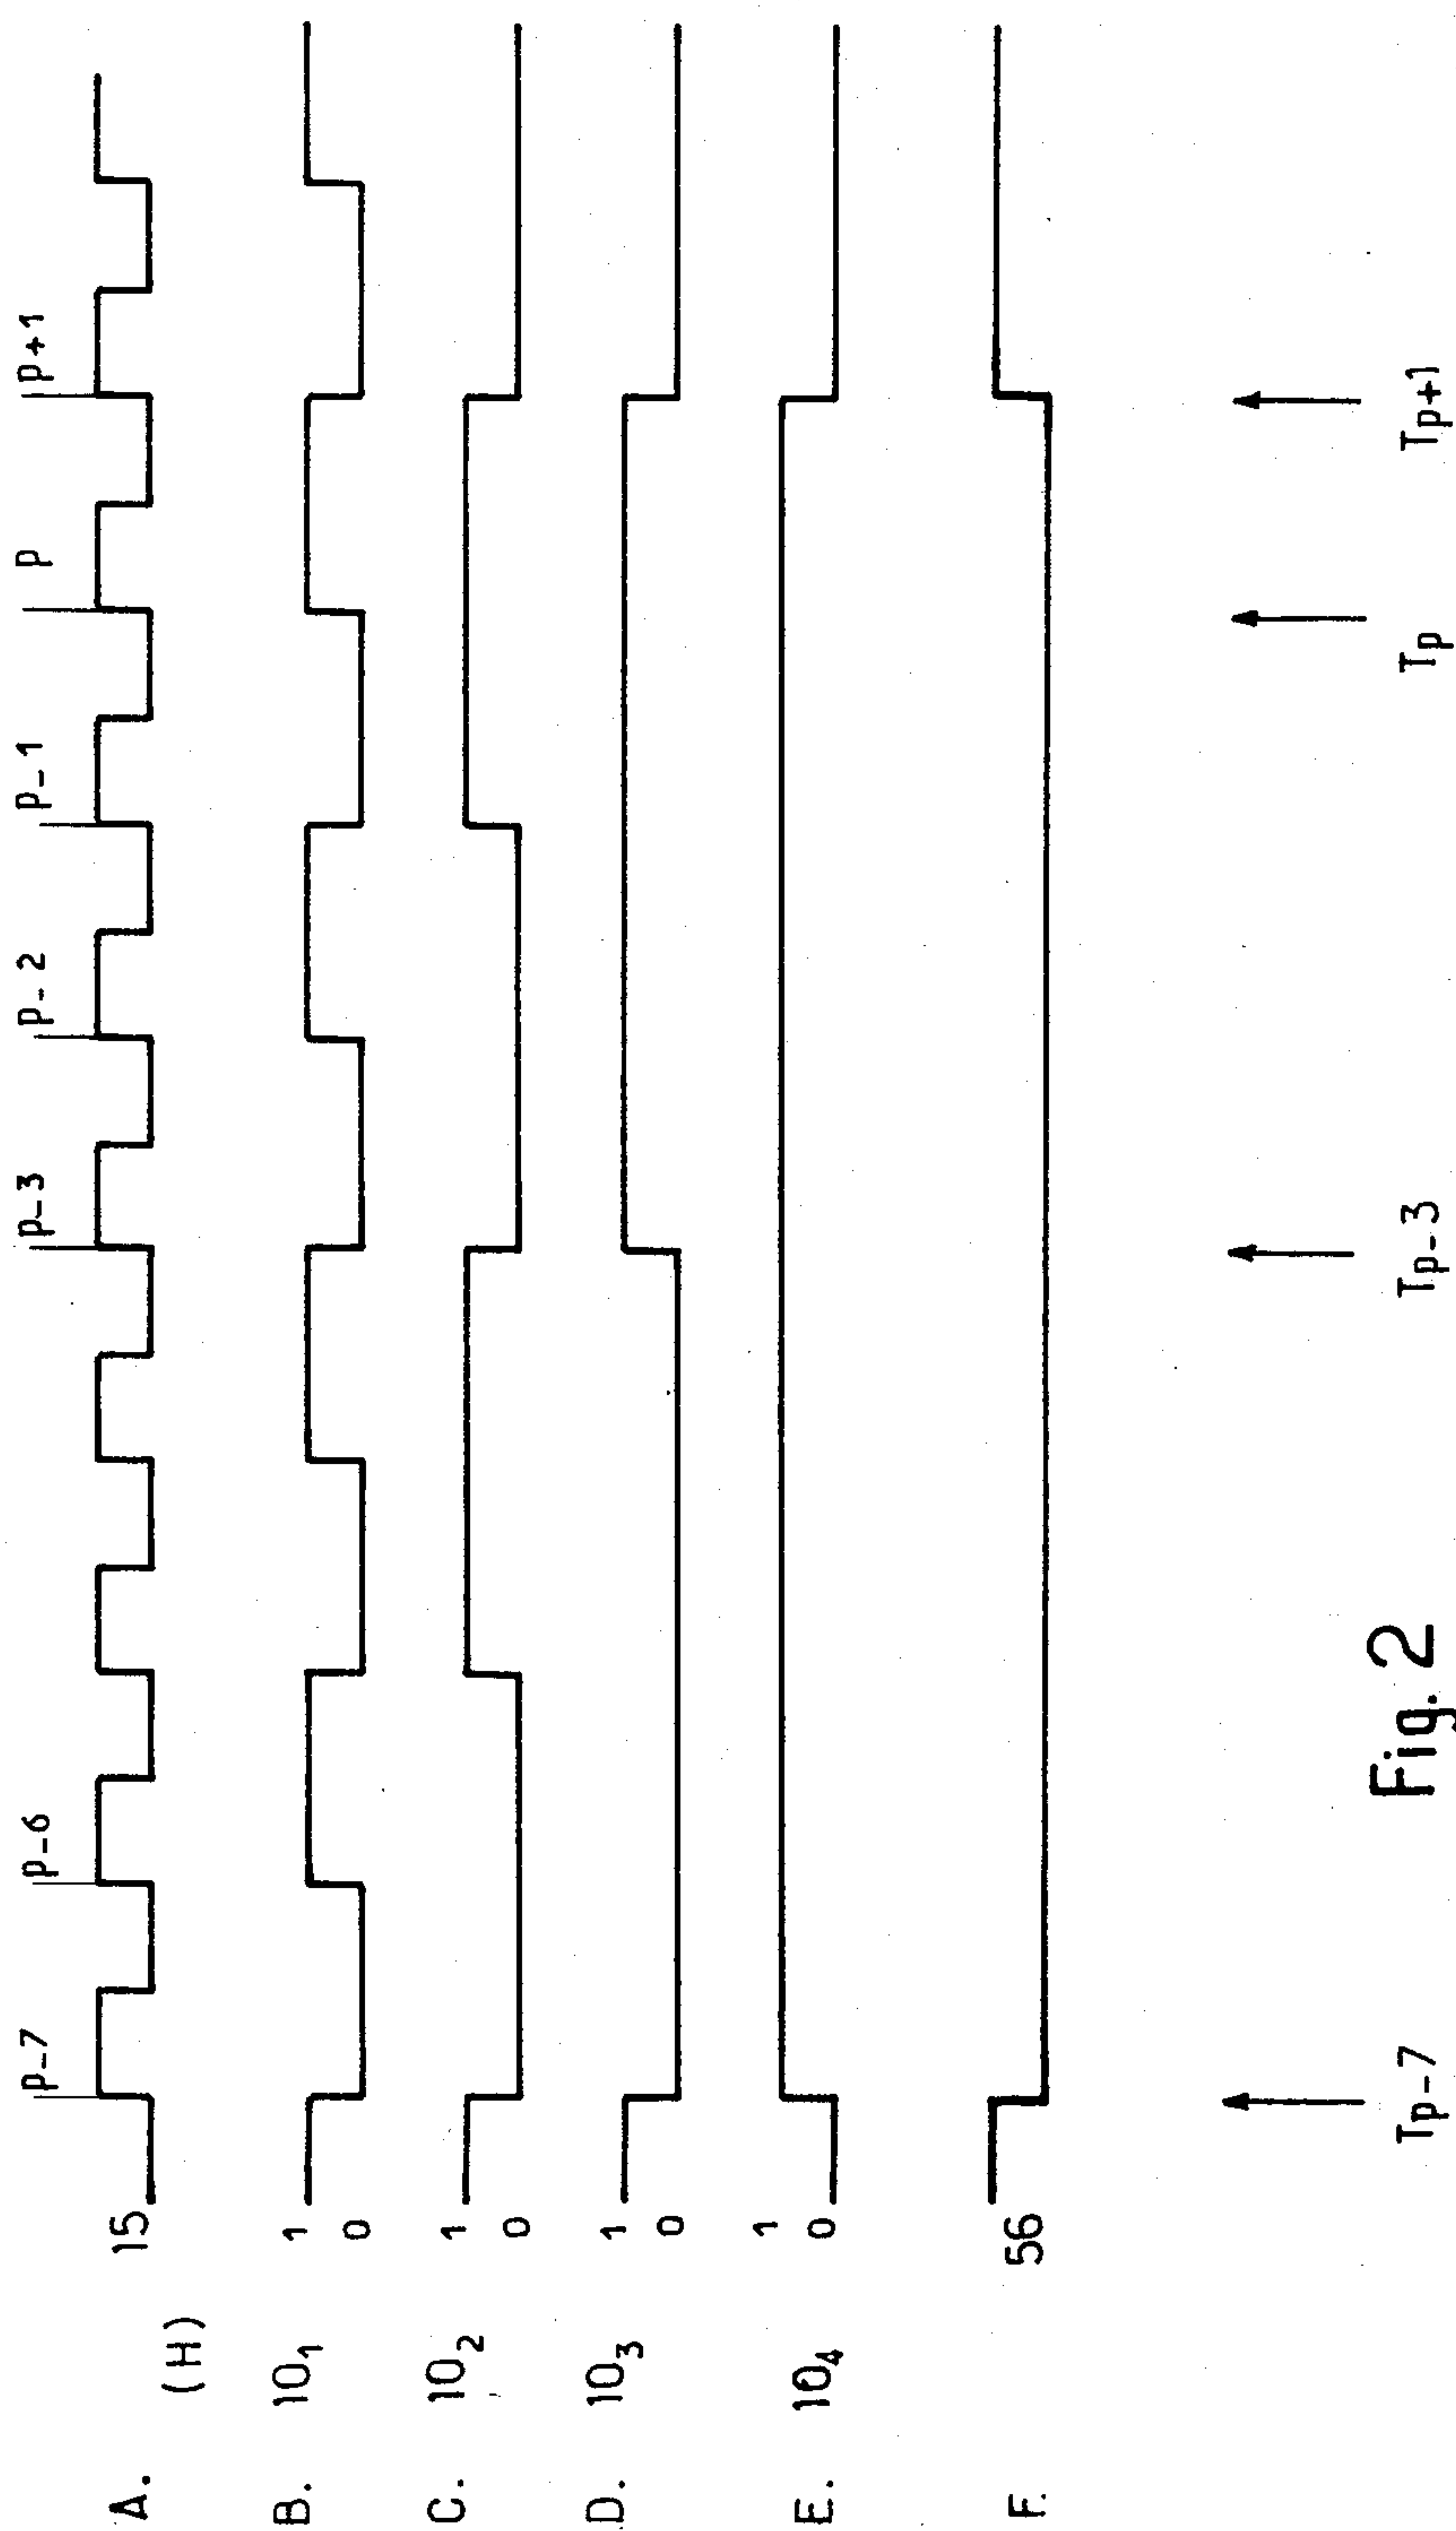 p-7 p-6 p-3 p-2 p-1 p p+1
A. (H) 15
B. 10₁ 1 0
C. 10₂ 1 0
D. 10₃ 1 0
E. 10₄ 1 0
F. 56
Tp-7 Tp-3 Tp Tp+1
Fig. 2